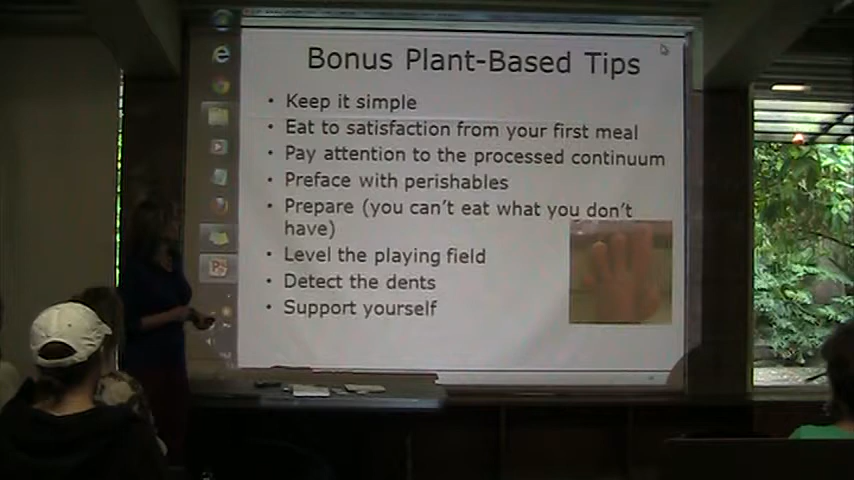 Bonus Plant-Based Tips
• Keep it simple
• Eat to satisfaction from your first meal
• Pay attention to the processed continuum
• Preface with perishables
• Prepare (you can't eat what you don't
have)
• Level the playing field
• Detect the dents
• Support yourself